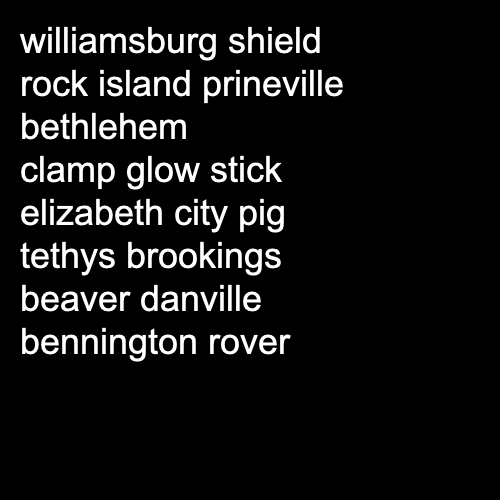 williamsburg shield
rock island prineville
bethlehem
clamp glow stick
elizabeth city pig
tethys brookings
beaver danville
bennington rover